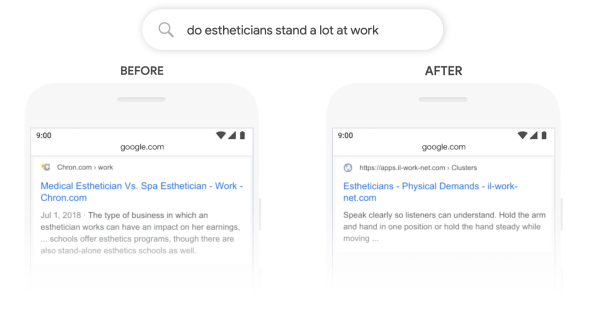 do estheticians stand a lot at work
BEFORE
AFTER
9:00
google.com
Chron.com › work
Medical Esthetician Vs. Spa Esthetician - Work -
Chron.com
Jul 1, 2018 · The type of business in which an
esthetician works can have an impact on her earnings,
... schools offer esthetics programs, though there are
also stand-alone esthetics schools as well.
9:00
google.com
https://apps.il-work-net.com › Clusters
Estheticians - Physical Demands - il-work-
net.com
Speak clearly so listeners can understand. Hold the arm
and hand in one position or hold the hand steady while
moving ...